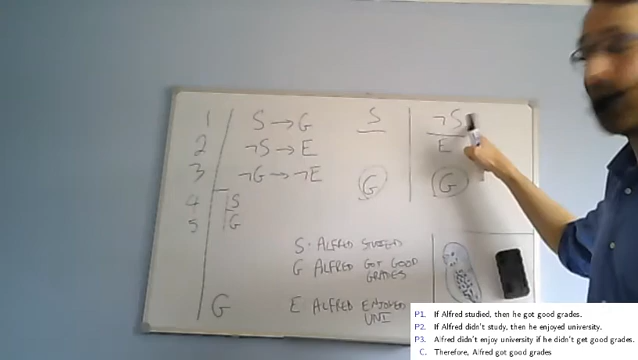 1 S → G
2 ¬S → E
3 ¬G → ¬E
4 S
5 G
G
S
G
¬S
E
G
S · ALFRED STUDIED
G ALFRED GOT GOOD
GRADES
E ALFRED ENJOYED
UNI
P1. If Alfred studied, then he got good grades.
P2. If Alfred didn't study, then he enjoyed university.
P3. Alfred didn't enjoy university if he didn't get good grades.
C. Therefore, Alfred got good grades